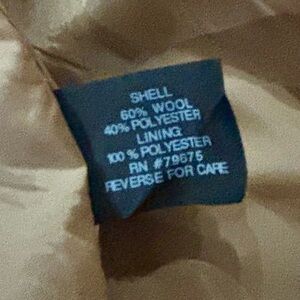 SHELL
60% WOOL
40% POLYESTER
LINING
100% POLYESTER
RN #79675
REVERSE FOR CARE